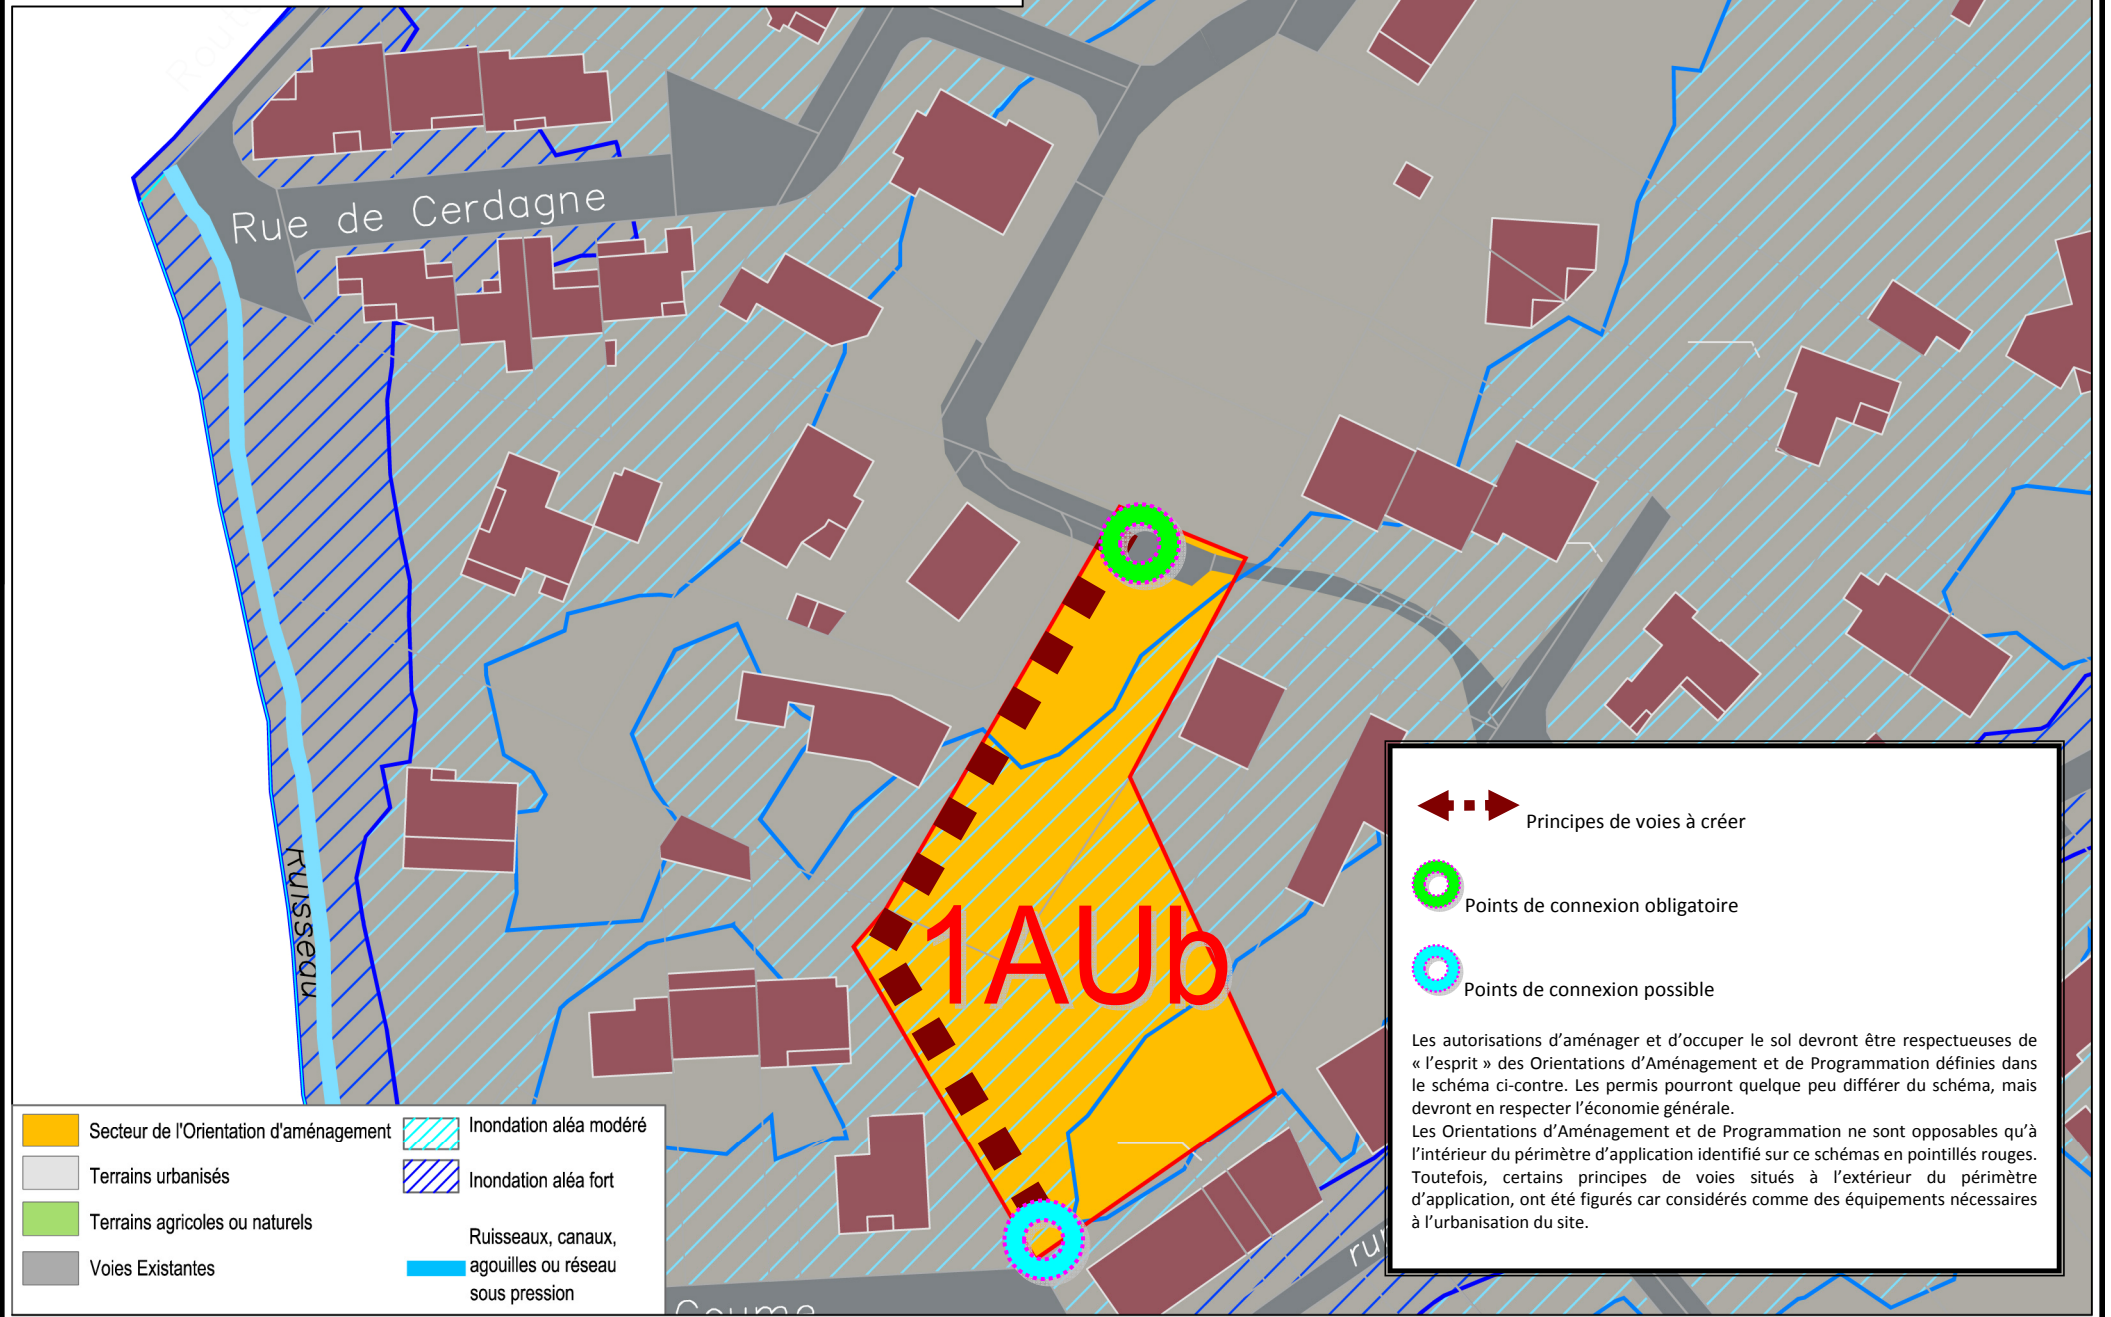 Rue de Cerdagne
Ruisseau
1AUb
Principes de voies à créer
Points de connexion obligatoire
Points de connexion possible
Les autorisations d'aménager et d'occuper le sol devront être respectueuses de
« l'esprit » des Orientations d'Aménagement et de Programmation définies dans
le schéma ci-contre. Les permis pourront quelque peu différer du schéma, mais
devront en respecter l'économie générale.
Les Orientations d'Aménagement et de Programmation ne sont opposables qu'à
l'intérieur du périmètre d'application identifié sur ce schémas en pointillés rouges.
Toutefois, certains principes de voies situés à l'extérieur du périmètre
d'application, ont été figurés car considérés comme des équipements nécessaires
à l'urbanisation du site.
Secteur de l'Orientation d'aménagement
Terrains urbanisés
Terrains agricoles ou naturels
Voies Existantes
Inondation aléa modéré
Inondation aléa fort
Ruisseaux, canaux,
agouilles ou réseau
sous pression